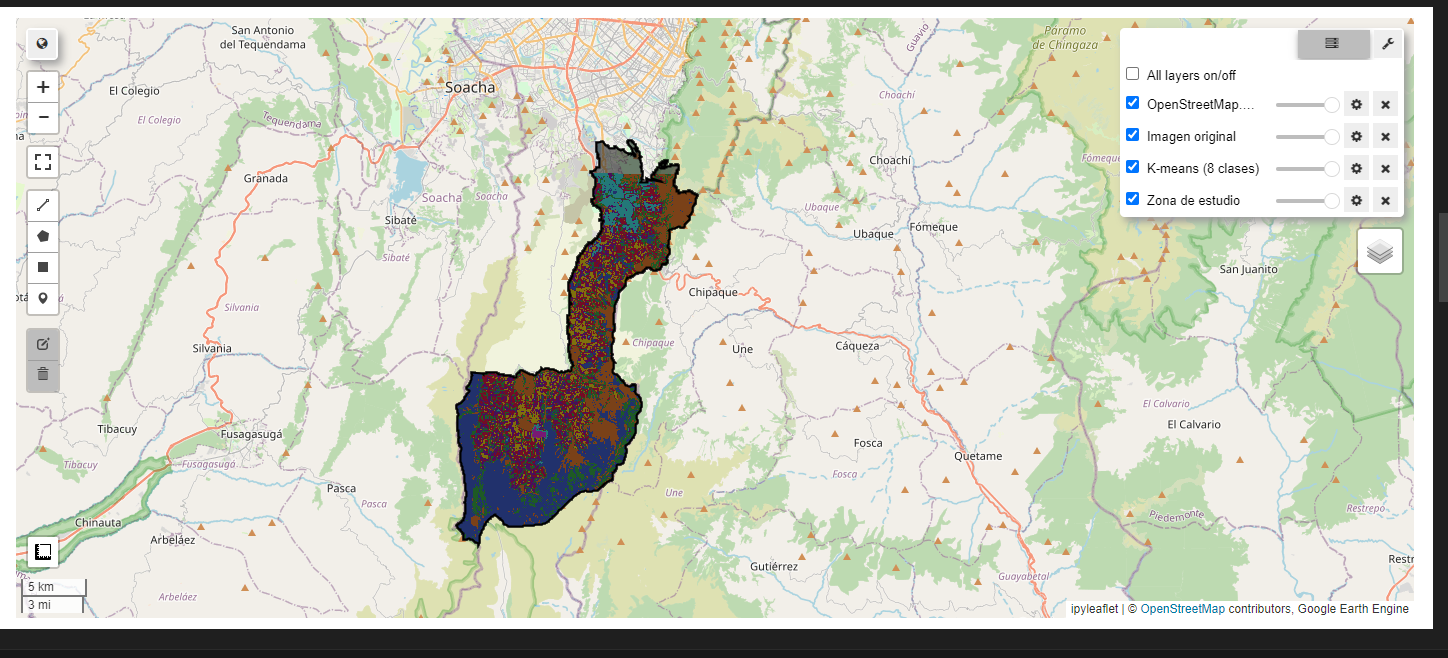 San Antonio
del Tequendama
Páramo
de Chingaza
Guavio
Soacha
El Colegio
El Colegio
Tequendama
Choachí
Choachí
Granada
Soacha
Soacha
Sibaté
Sibaté
Ubaque
Ubaque
Fómeque
Fómeque
San Juanito
Chipaque
Silvania
Silvania
Chipaque
Une
Cáqueza
El Calvario
El Calvario
Tibacuy
Tibacuy
Fusagasugá
Fusagasugá
Fosca
Fosca
Quetame
Pasca
Pasca
Une
Chinauta
Arbeláez
Arbeláez
Piedemonte
Restrepo
Gutiérrez
Guayabetal
Restr
All layers on/off
OpenStreetMap....
Imagen original
K-means (8 clases)
Zona de estudio
+
−
5 km
3 mi
ipyleaflet | © OpenStreetMap contributors, Google Earth Engine